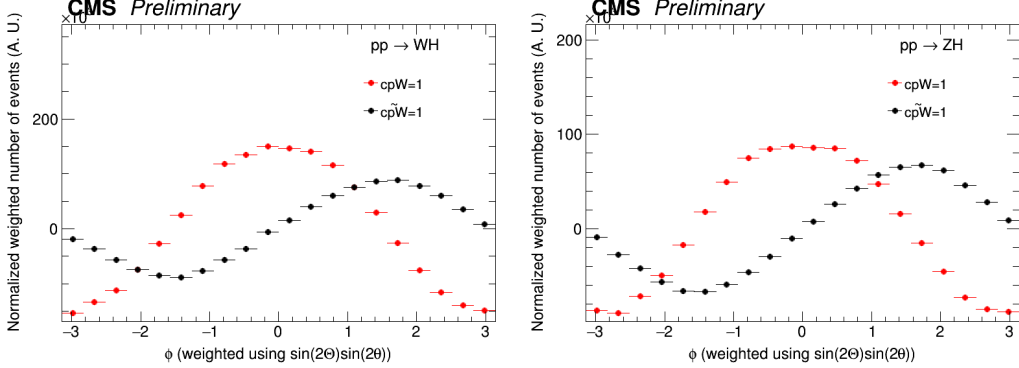 CMS Preliminary
Normalized weighted number of events (A. U.)
pp → WH
cpW=1
cp̃W=1
200
0
−3 −2 −1 0 1 2 3
ϕ (weighted using sin(2Θ)sin(2θ))
CMS Preliminary
Normalized weighted number of events (A. U.)
pp → ZH
cpW=1
cp̃W=1
200
100
0
−3 −2 −1 0 1 2 3
ϕ (weighted using sin(2Θ)sin(2θ))